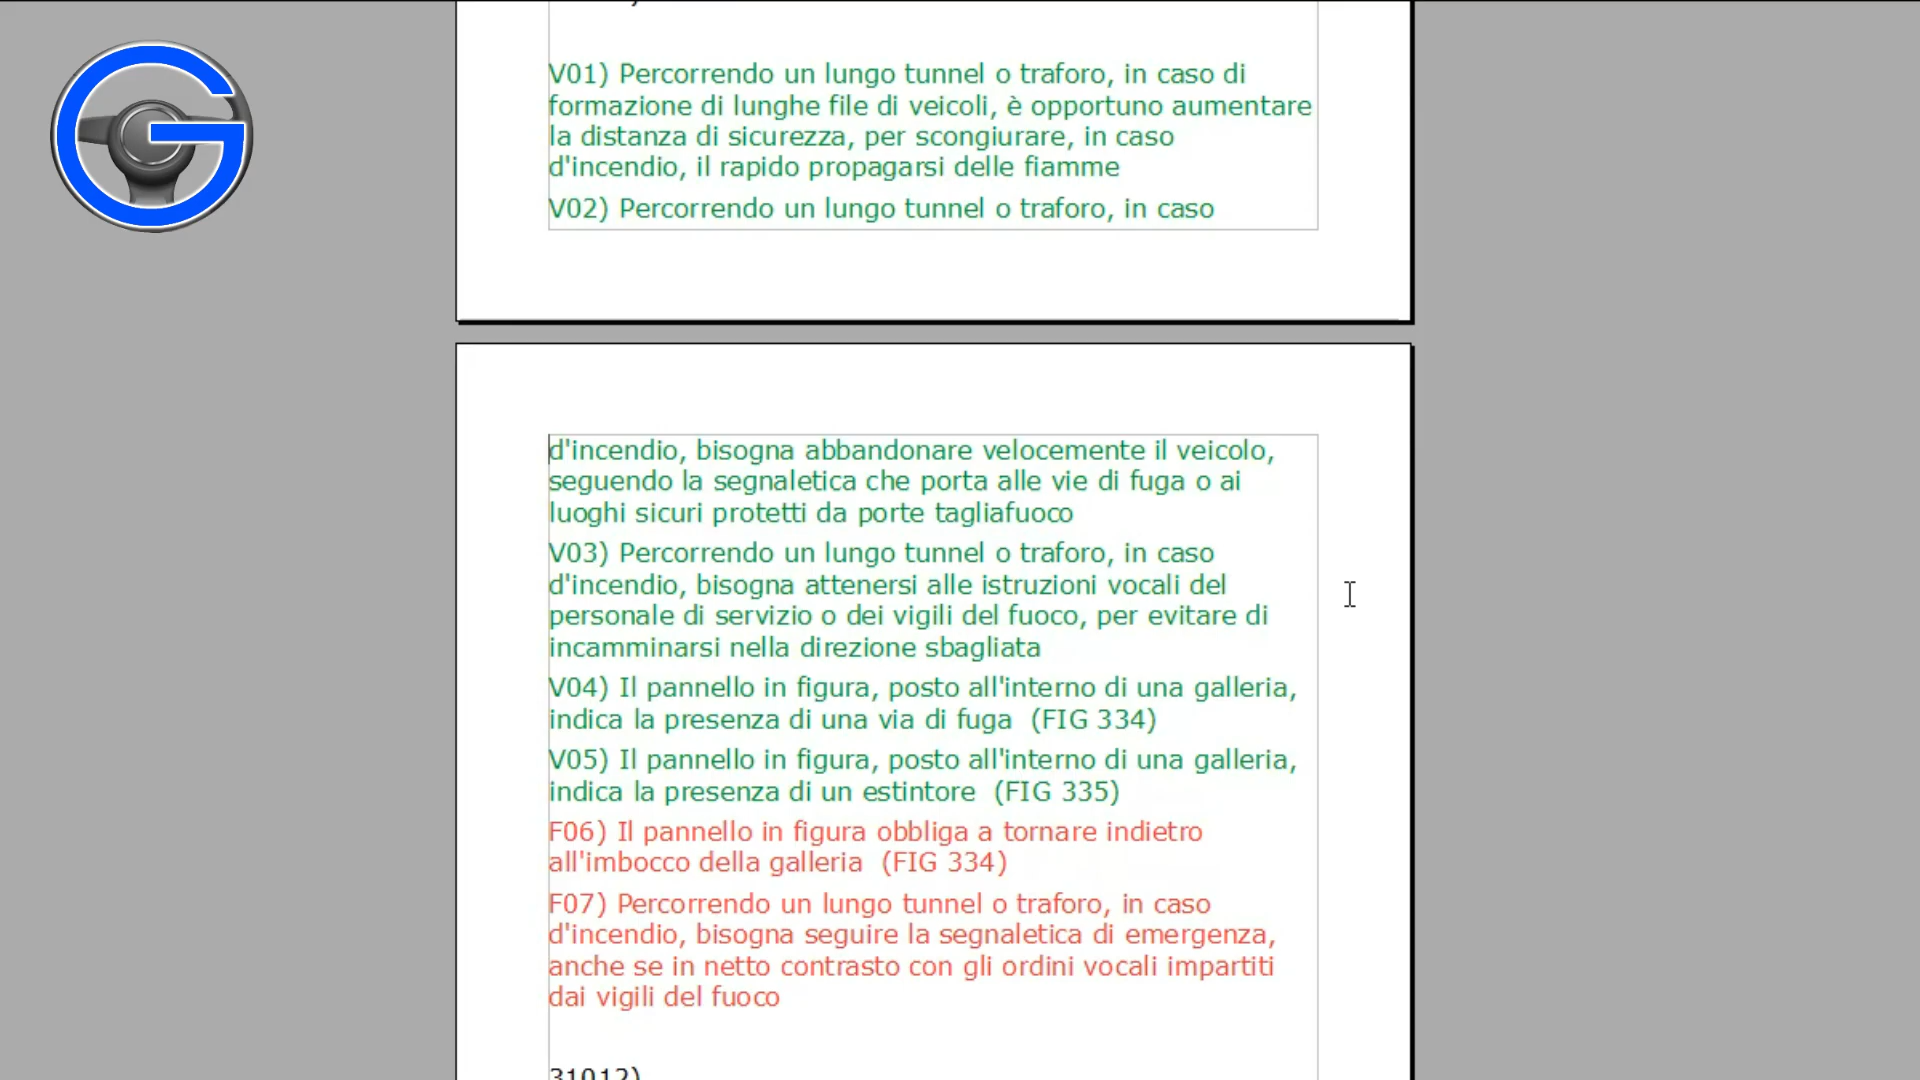 V01) Percorrendo un lungo tunnel o traforo, in caso di
formazione di lunghe file di veicoli, è opportuno aumentare
la distanza di sicurezza, per scongiurare, in caso
d'incendio, il rapido propagarsi delle fiamme
V02) Percorrendo un lungo tunnel o traforo, in caso
d'incendio, bisogna abbandonare velocemente il veicolo,
seguendo la segnaletica che porta alle vie di fuga o ai
luoghi sicuri protetti da porte tagliafuoco
V03) Percorrendo un lungo tunnel o traforo, in caso
d'incendio, bisogna attenersi alle istruzioni vocali del
personale di servizio o dei vigili del fuoco, per evitare di
incamminarsi nella direzione sbagliata
V04) Il pannello in figura, posto all'interno di una galleria,
indica la presenza di una via di fuga (FIG 334)
V05) Il pannello in figura, posto all'interno di una galleria,
indica la presenza di un estintore (FIG 335)
F06) Il pannello in figura obbliga a tornare indietro
all'imbocco della galleria (FIG 334)
F07) Percorrendo un lungo tunnel o traforo, in caso
d'incendio, bisogna seguire la segnaletica di emergenza,
anche se in netto contrasto con gli ordini vocali impartiti
dai vigili del fuoco
31012)